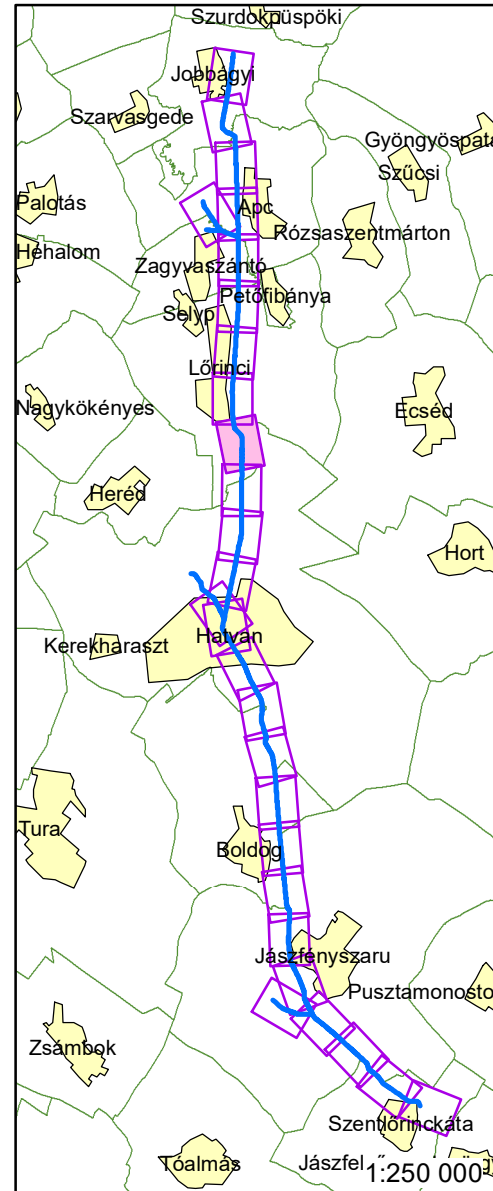 Szurdokpüspöki
Jobbágyi
Szarvasgede
Gyöngyöspata
Szűcsi
Palotás
Apc
Rózsaszentmárton
Héhalom
Zagyvaszántó
Petőfibánya
Selyp
Lőrinci
Nagykökényes
Ecséd
Heréd
Hort
Hatvan
Kerekharaszt
Tura
Boldog
Jászfényszaru
Pusztamonosto
Zsámbok
Szentlőrinckáta
Tóalmás
Jászfel
1:250 000